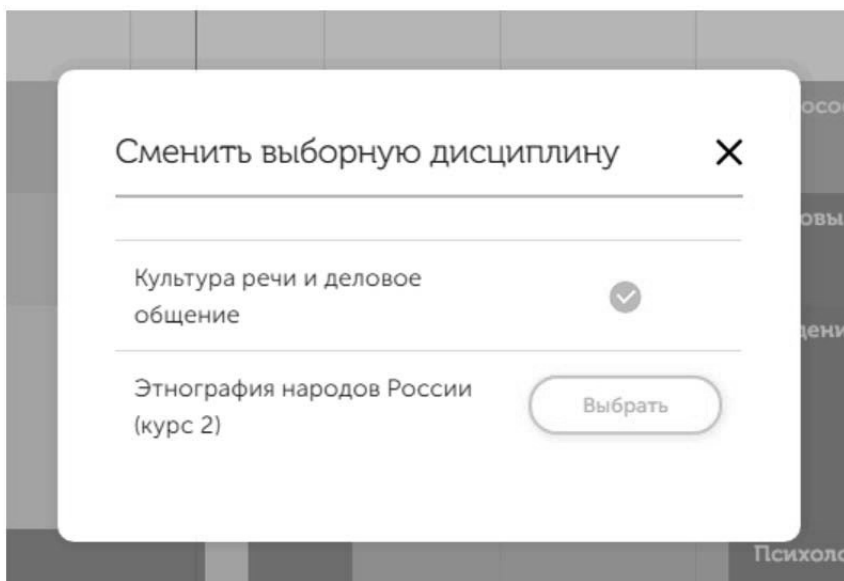 Сменить выборную дисциплину
Культура речи и деловое
общение
Этнография народов России
(курс 2)
Выбрать